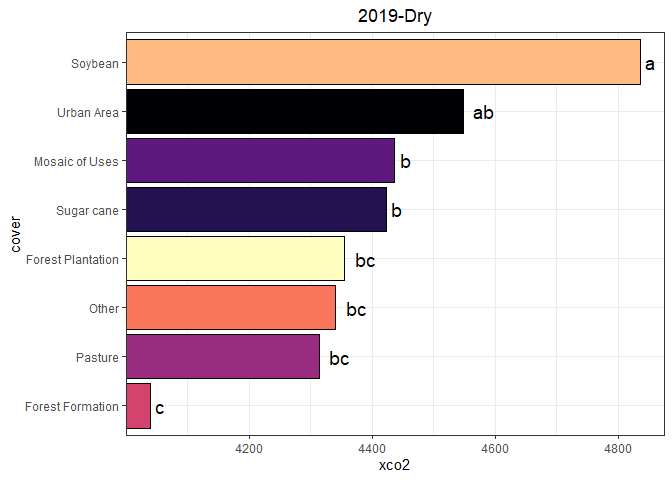 2019-Dry
Soybean a
Urban Area ab
Mosaic of Uses b
Sugar cane b
Forest Plantation bc
Other bc
Pasture bc
Forest Formation c
cover
4200 4400 4600 4800
xco2